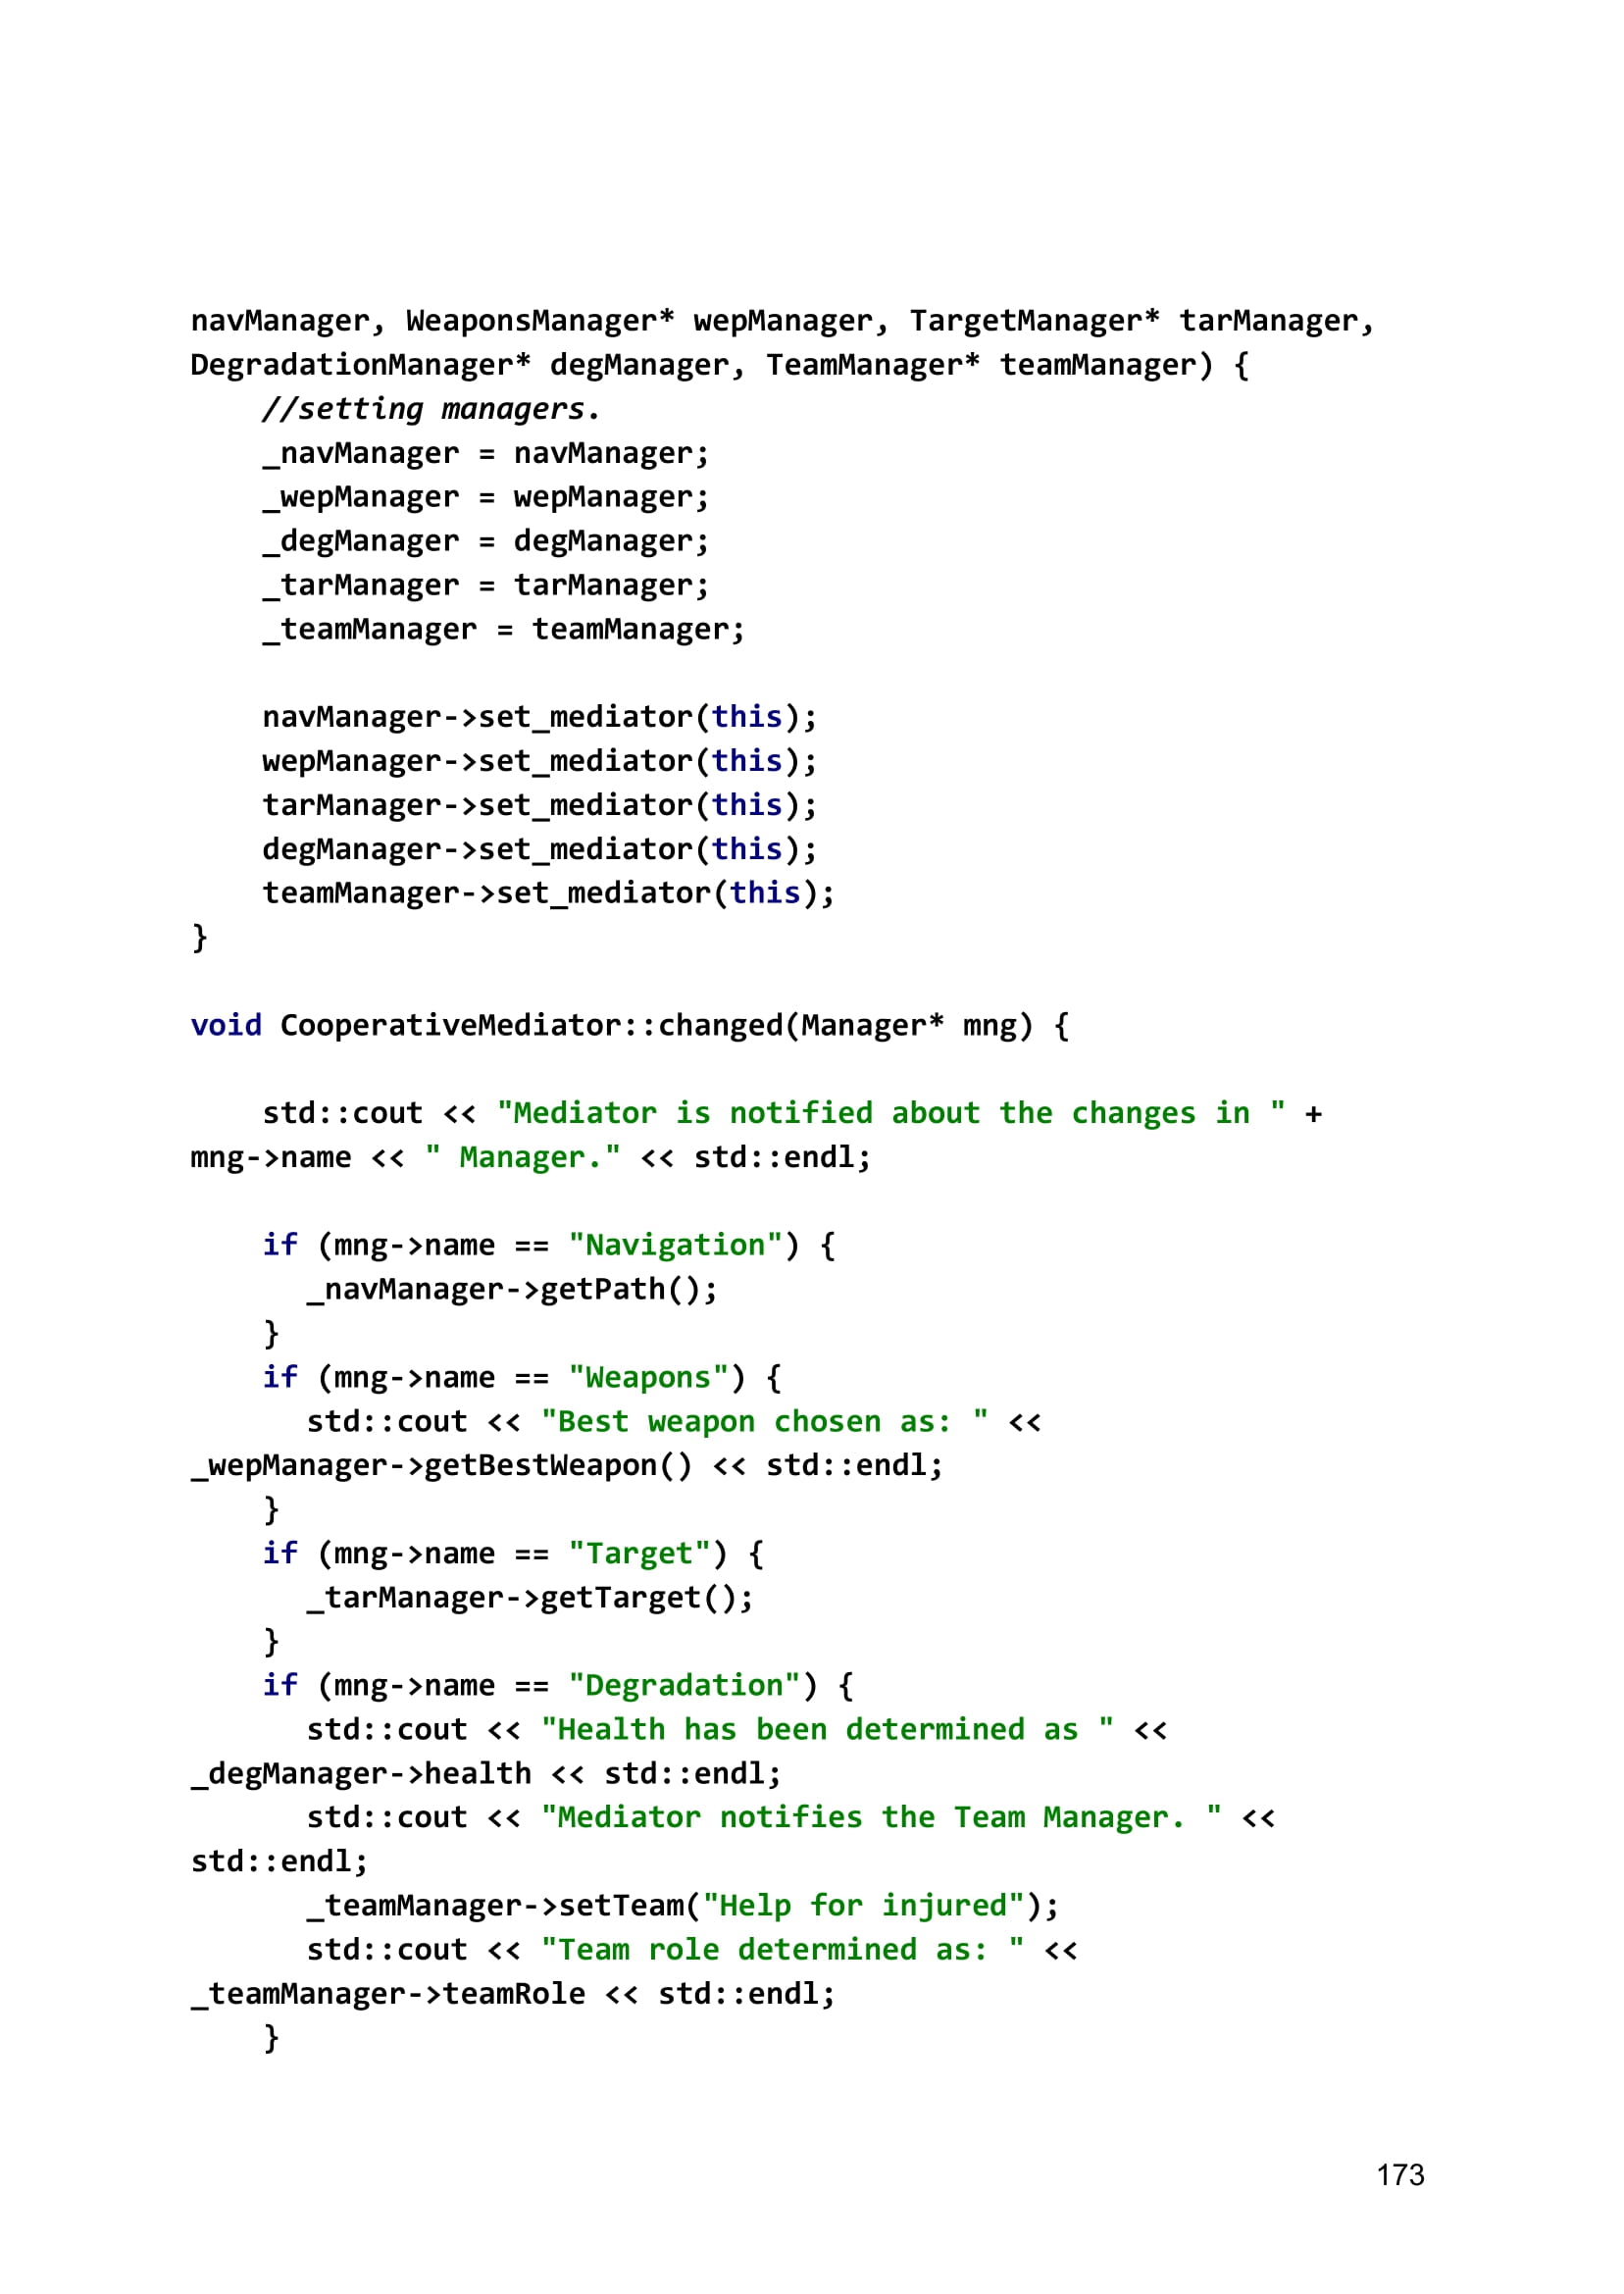 navManager, WeaponsManager* wepManager, TargetManager* tarManager,
DegradationManager* degManager, TeamManager* teamManager) {
    //setting managers.
    _navManager = navManager;
    _wepManager = wepManager;
    _degManager = degManager;
    _tarManager = tarManager;
    _teamManager = teamManager;

    navManager->set_mediator(this);
    wepManager->set_mediator(this);
    tarManager->set_mediator(this);
    degManager->set_mediator(this);
    teamManager->set_mediator(this);
}

void CooperativeMediator::changed(Manager* mng) {

    std::cout << "Mediator is notified about the changes in " +
mng->name << " Manager." << std::endl;

    if (mng->name == "Navigation") {
      _navManager->getPath();
    }
    if (mng->name == "Weapons") {
      std::cout << "Best weapon chosen as: " <<
_wepManager->getBestWeapon() << std::endl;
    }
    if (mng->name == "Target") {
      _tarManager->getTarget();
    }
    if (mng->name == "Degradation") {
      std::cout << "Health has been determined as " <<
_degManager->health << std::endl;
      std::cout << "Mediator notifies the Team Manager. " <<
std::endl;
      _teamManager->setTeam("Help for injured");
      std::cout << "Team role determined as: " <<
_teamManager->teamRole << std::endl;
    }
173